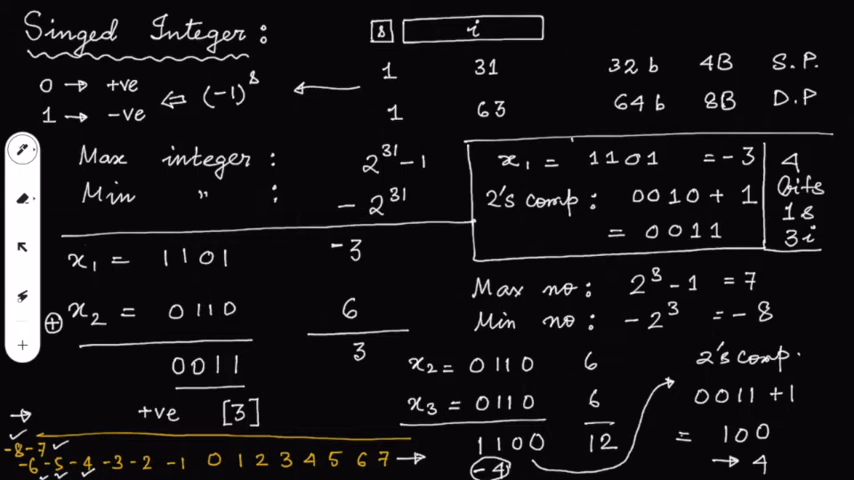 Singed Integer :
s i
1 31 32 b 4B S.P.
1 63 64 b 8B D.P
0 → +ve
1 → -ve ⇐ (-1)^s ←
Max integer : 2^31 - 1
Min " : - 2^31
x₁ = 1101 = -3
2's comp : 0010 + 1
= 0011
4
bits
1s
3i
x₁ = 1101 -3
⊕ x₂ = 0110 6
0011 3
→ +ve [3]
Max no : 2^3 - 1 = 7
Min no : - 2^3 = - 8
x₂ = 0110 6
x₃ = 0110 6
1100 12
-4
2's comp.
0011 + 1
= 100
→ 4
-8 -7 -6 -5 -4 -3 -2 -1 0 1 2 3 4 5 6 7 →